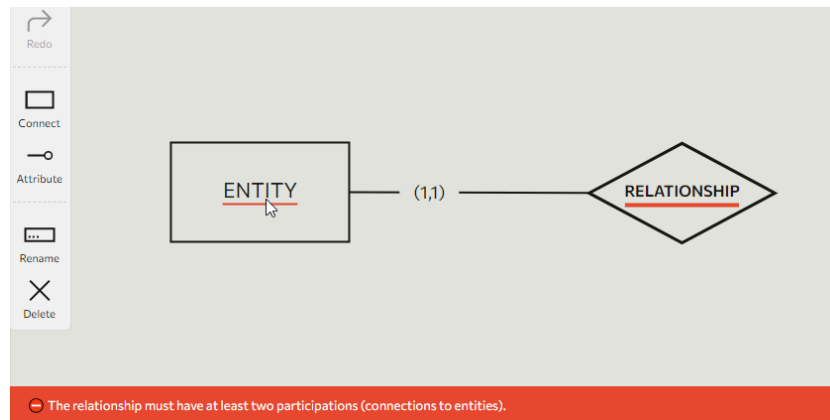 Redo
Connect
Attribute
Rename
Delete
ENTITY
(1,1)
RELATIONSHIP
The relationship must have at least two participations (connections to entities).